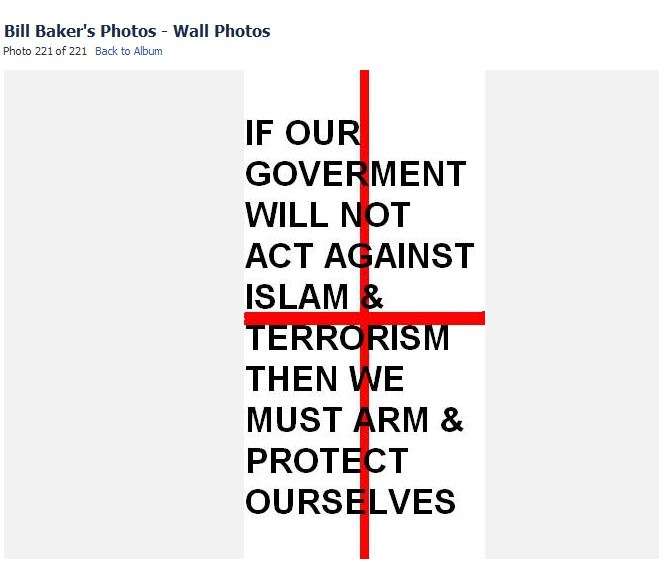 Bill Baker's Photos - Wall Photos
Photo 221 of 221 Back to Album
IF OUR
GOVERMENT
WILL NOT
ACT AGAINST
ISLAM &
TERRORISM
THEN WE
MUST ARM &
PROTECT
OURSELVES